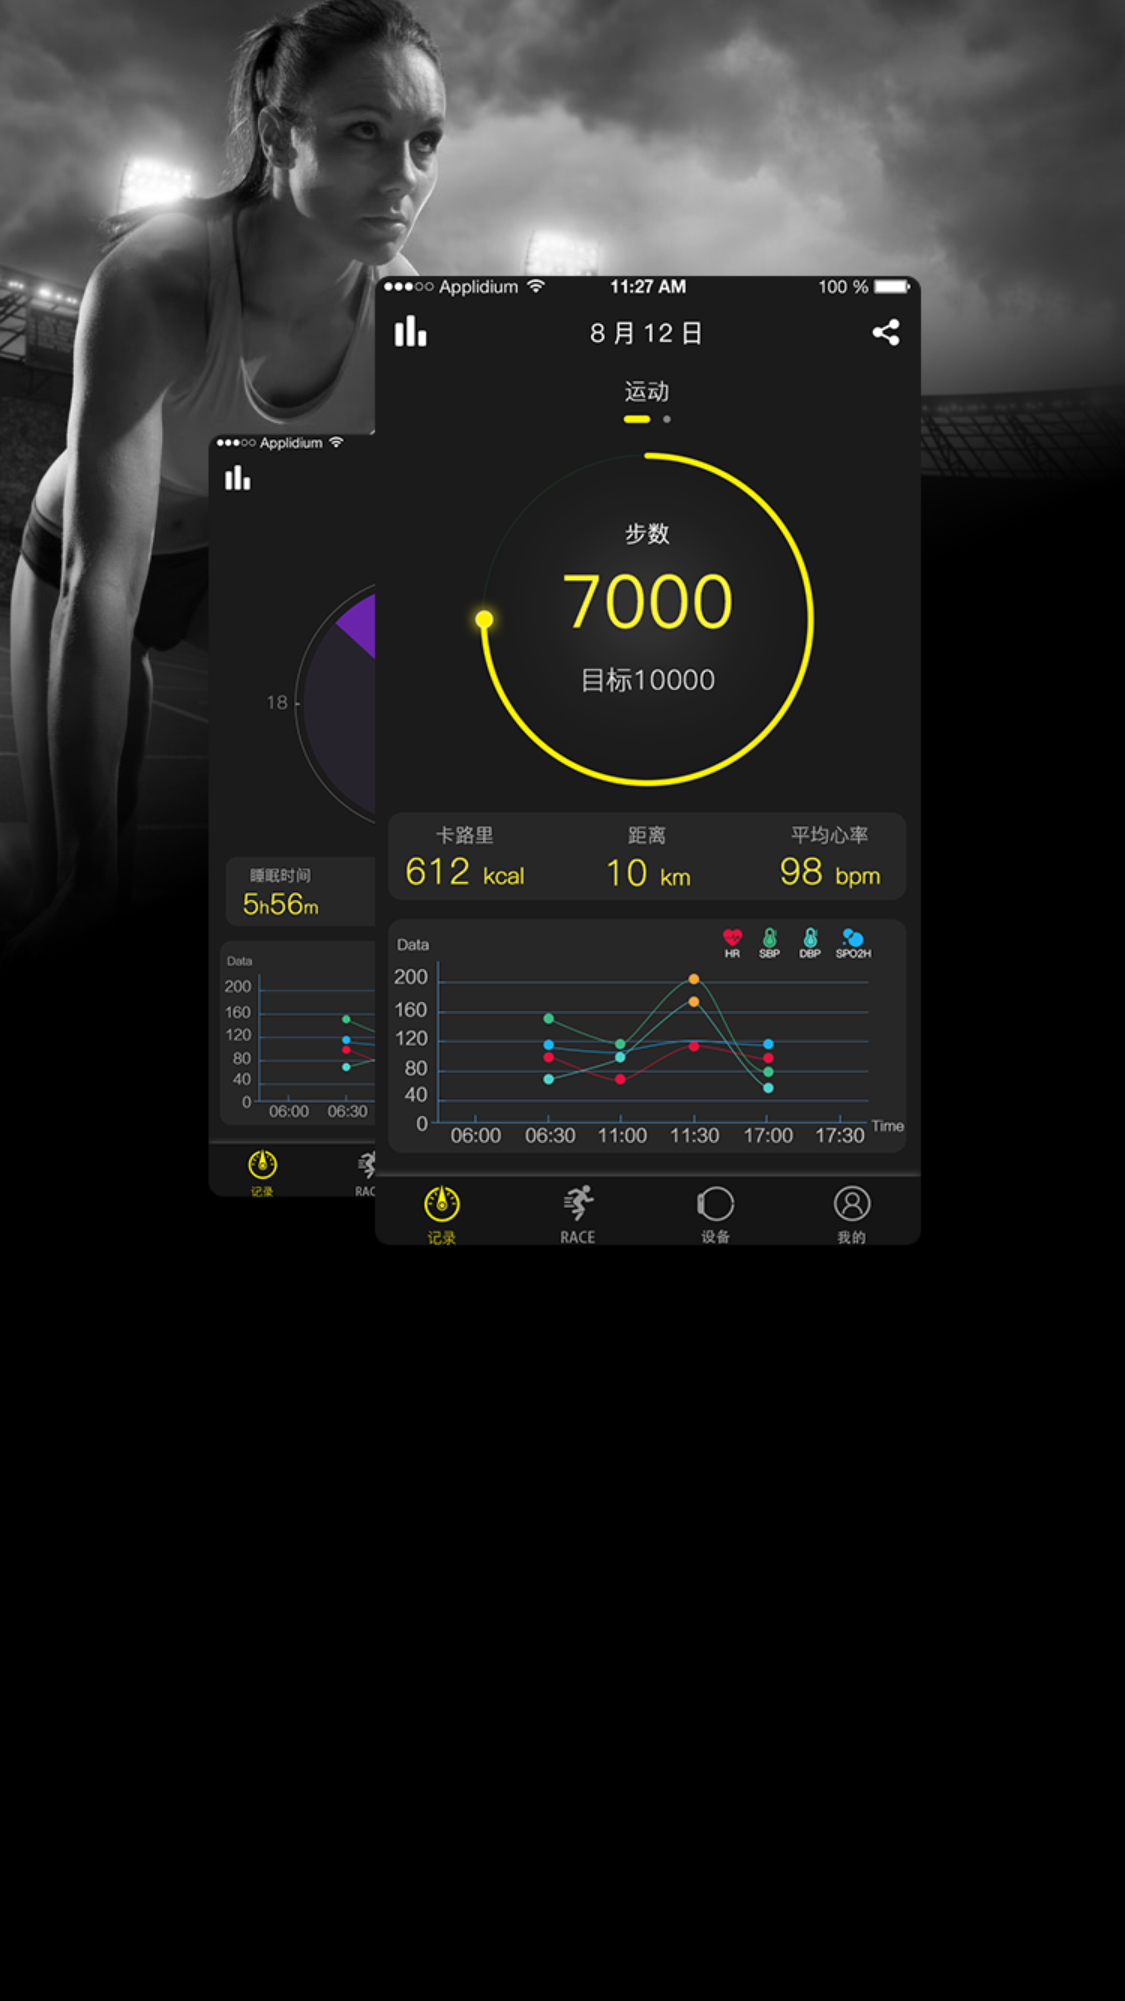 Applidium 11:27 AM 100 %
8 月 12 日
运动
步数
7000
目标10000
卡路里 距离 平均心率
612 kcal 10 km 98 bpm
Data HR SBP DBP SPO2H
200
160
120
80
40
0
06:00 06:30 11:00 11:30 17:00 17:30 Time
记录 RACE 设备 我的
Applidium
18
睡眠时间
5h56m
Data
200
160
120
80
40
0
06:00 06:30
记录